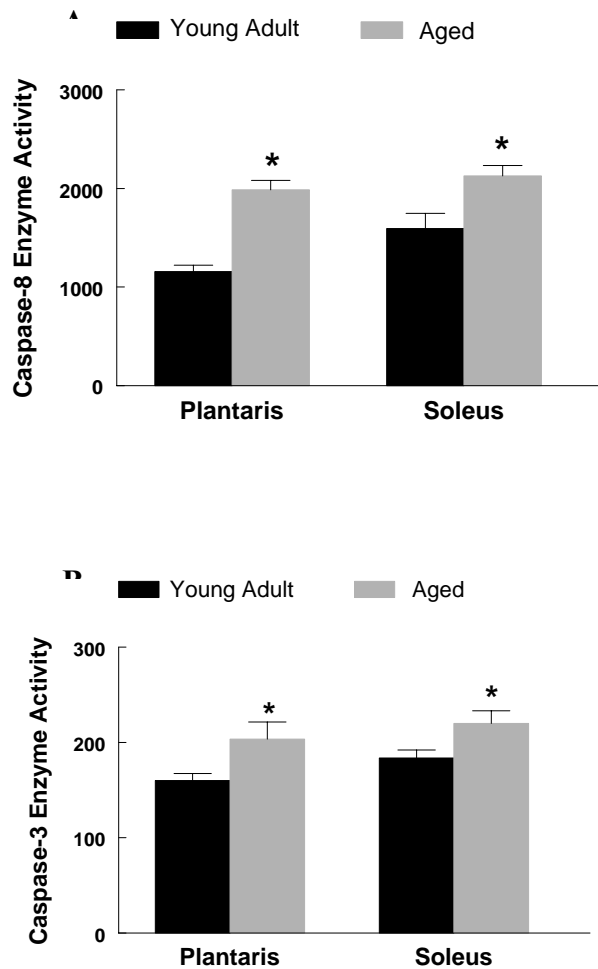 Young Adult Aged
Caspase-8 Enzyme Activity
3000
*
*
2000
1000
0
Plantaris Soleus
Young Adult Aged
Caspase-3 Enzyme Activity
300
*
*
200
100
0
Plantaris Soleus